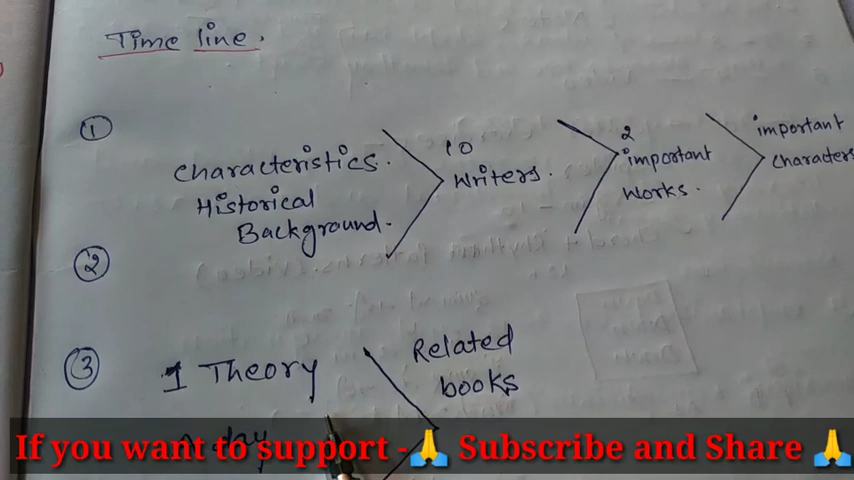 Time line.
①
Characteristics.
Historical
Background.
10
Writers.
2
important
works.
important
characters
②
③
1 Theory
day
Related
books
If you want to support -🙏 Subscribe and Share 🙏